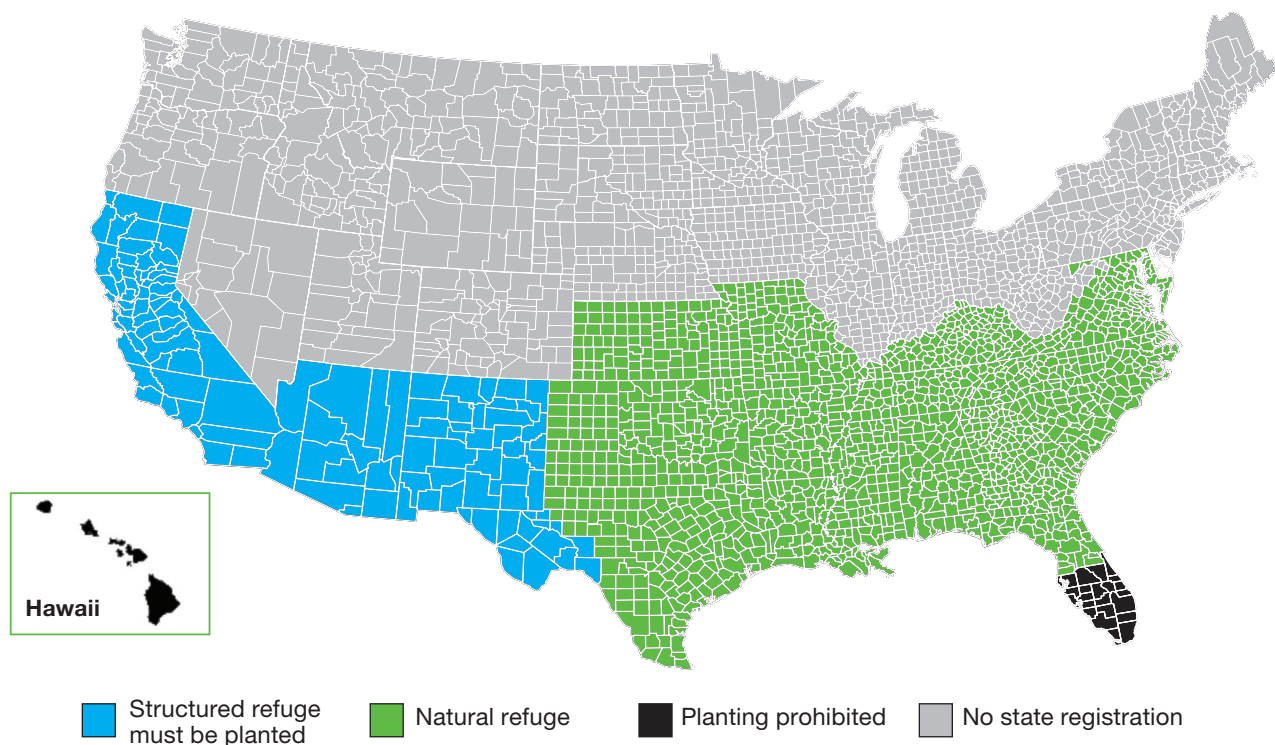 Hawaii
Structured refuge
must be planted
Natural refuge
Planting prohibited
No state registration